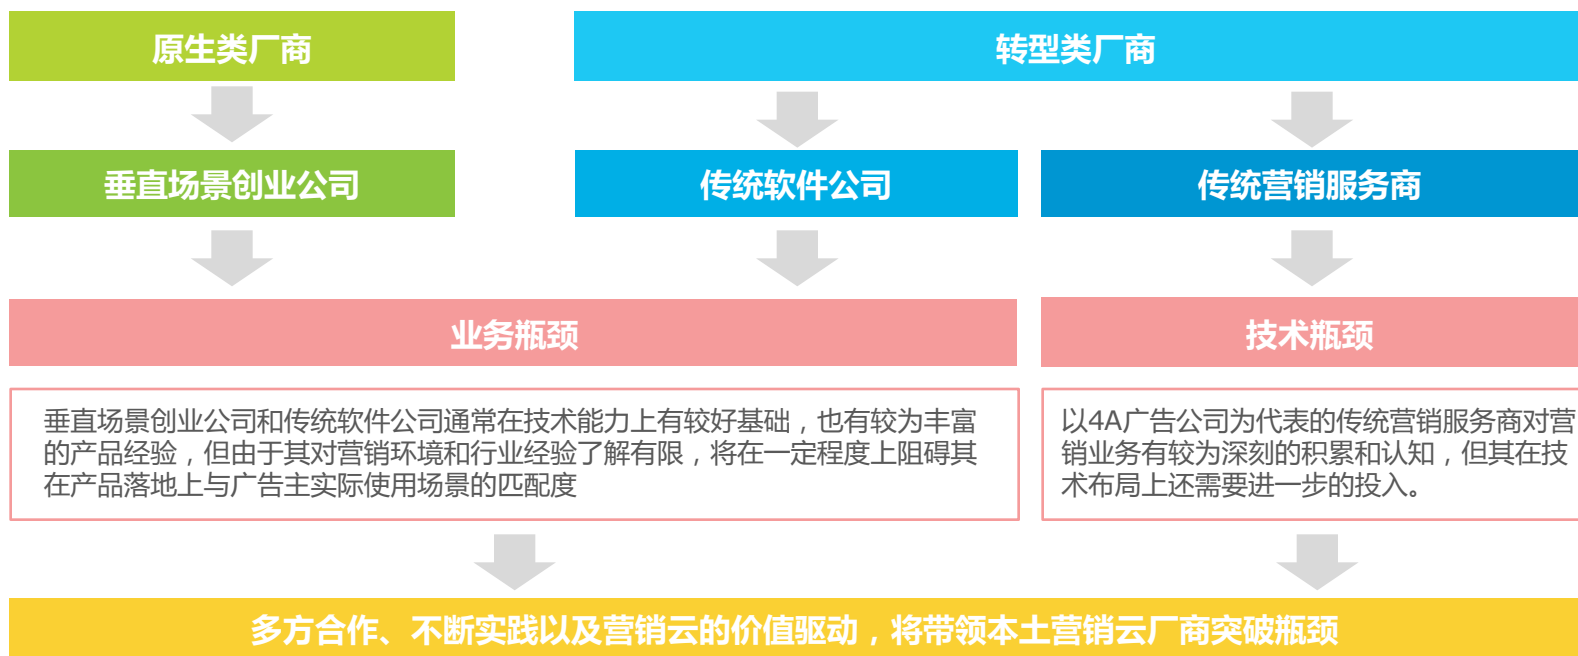 原生类厂商
转型类厂商
垂直场景创业公司
传统软件公司
传统营销服务商
业务瓶颈
技术瓶颈
垂直场景创业公司和传统软件公司通常在技术能力上有较好基础，也有较为丰富
的产品经验，但由于其对营销环境和行业经验了解有限，将在一定程度上阻碍其
在产品落地上与广告主实际使用场景的匹配度
以4A广告公司为代表的传统营销服务商对营
销业务有较为深刻的积累和认知，但其在技
术布局上还需要进一步的投入。
多方合作、不断实践以及营销云的价值驱动，将带领本土营销云厂商突破瓶颈